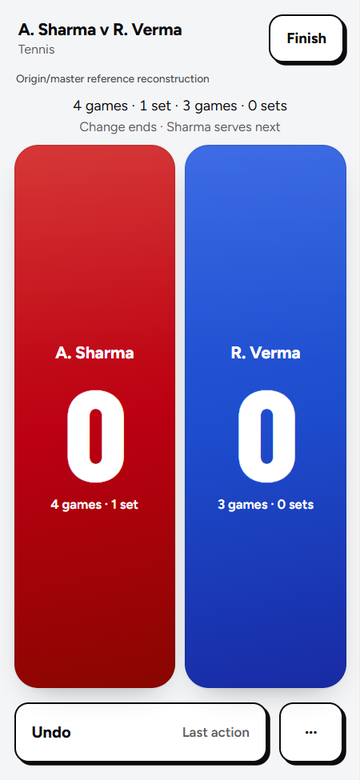 A. Sharma v R. Verma
Finish
Tennis
Origin/master reference reconstruction
4 games · 1 set · 3 games · 0 sets
Change ends · Sharma serves next
A. Sharma
R. Verma
0
0
4 games · 1 set
3 games · 0 sets
Undo
Last action
...